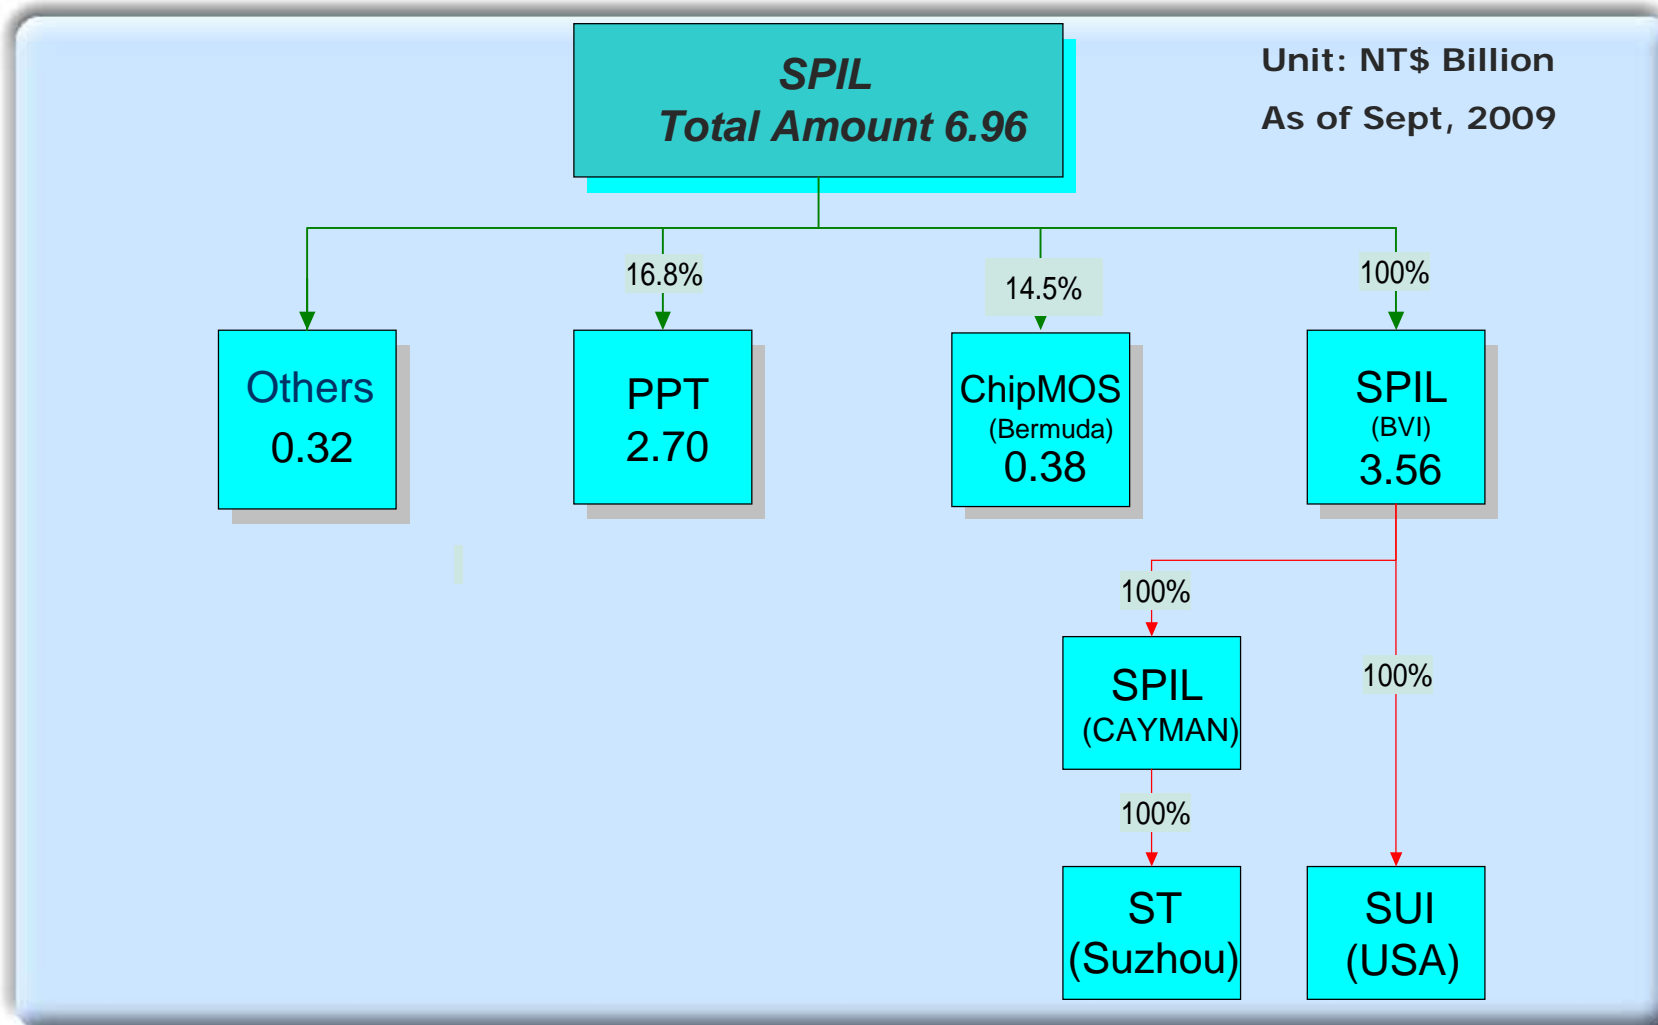 SPIL
Total Amount 6.96
Unit: NT$ Billion
As of Sept, 2009
16.8%
14.5%
100%
Others
0.32
PPT
2.70
ChipMOS
(Bermuda)
0.38
SPIL
(BVI)
3.56
100%
100%
SPIL
(CAYMAN)
100%
ST
(Suzhou)
SUI
(USA)